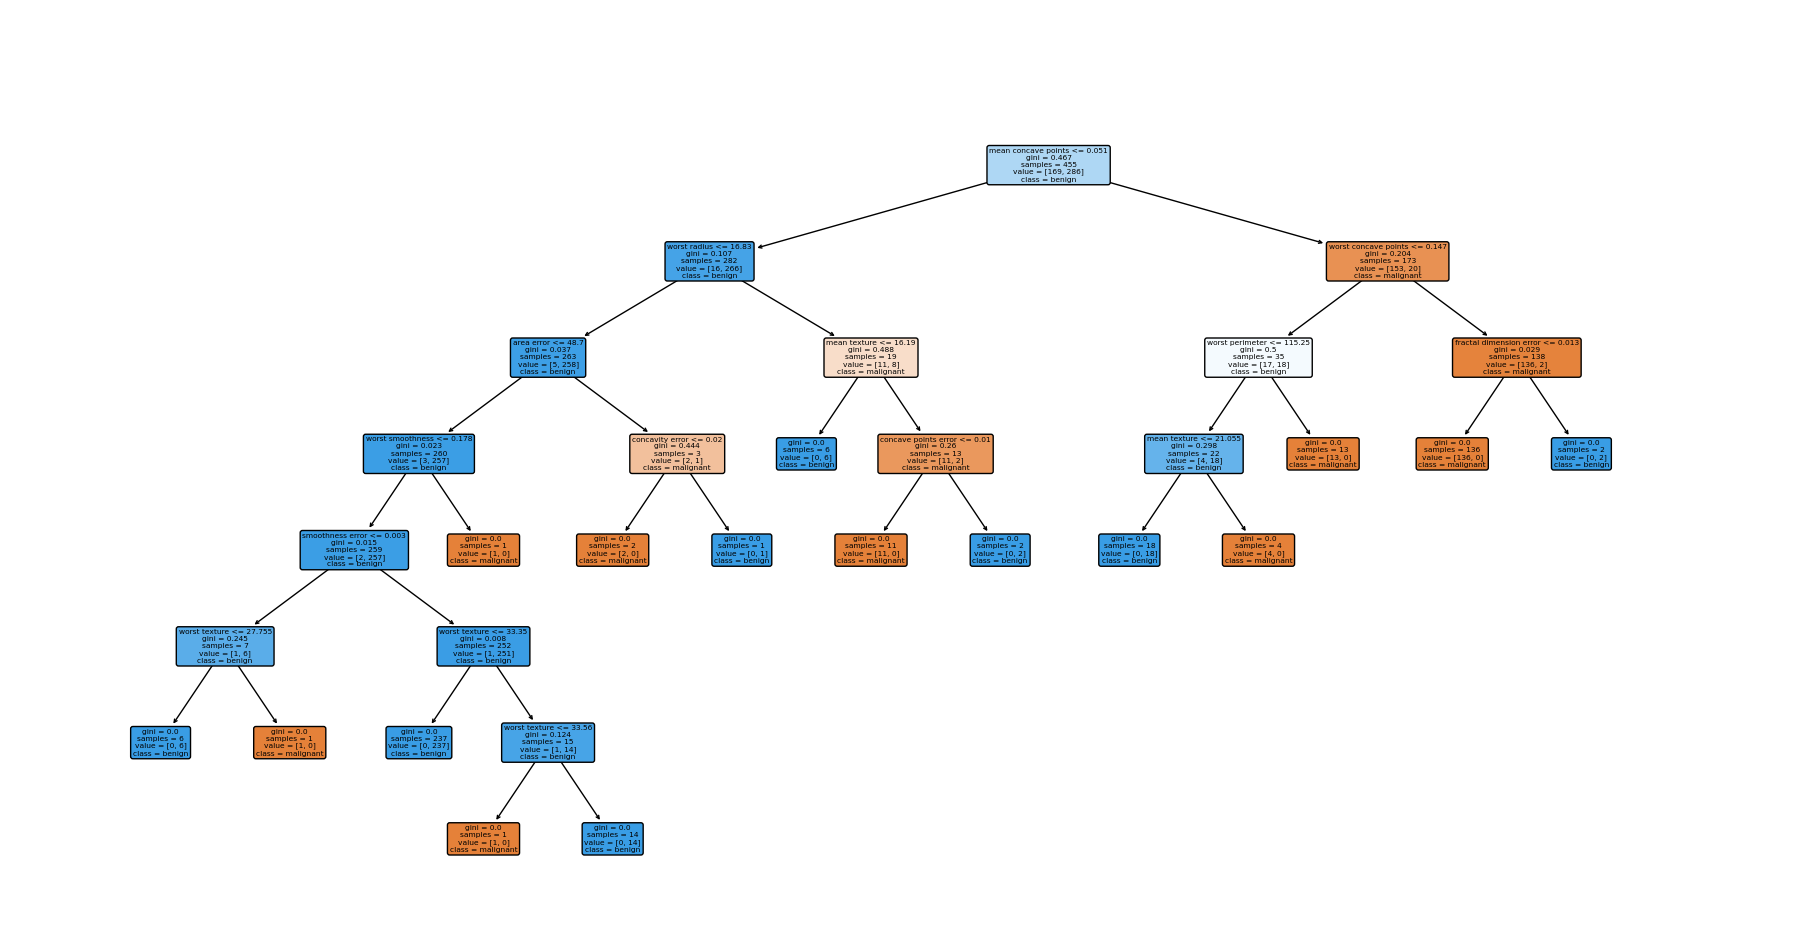 mean concave points <= 0.051
gini = 0.467
samples = 455
value = [169, 286]
class = benign
worst radius <= 16.83
gini = 0.107
samples = 282
value = [16, 266]
class = benign
worst concave points <= 0.147
gini = 0.204
samples = 173
value = [153, 20]
class = malignant
area error <= 48.7
gini = 0.037
samples = 263
value = [5, 258]
class = benign
mean texture <= 16.19
gini = 0.488
samples = 19
value = [11, 8]
class = malignant
worst perimeter <= 115.25
gini = 0.5
samples = 35
value = [17, 18]
class = benign
fractal dimension error <= 0.013
gini = 0.029
samples = 138
value = [136, 2]
class = malignant
worst smoothness <= 0.178
gini = 0.023
samples = 260
value = [3, 257]
class = benign
concavity error <= 0.02
gini = 0.444
samples = 3
value = [2, 1]
class = malignant
gini = 0.0
samples = 6
value = [0, 6]
class = benign
concave points error <= 0.01
gini = 0.26
samples = 13
value = [11, 2]
class = malignant
mean texture <= 21.055
gini = 0.298
samples = 22
value = [4, 18]
class = benign
gini = 0.0
samples = 13
value = [13, 0]
class = malignant
gini = 0.0
samples = 136
value = [136, 0]
class = malignant
gini = 0.0
samples = 2
value = [0, 2]
class = benign
smoothness error <= 0.003
gini = 0.015
samples = 259
value = [2, 257]
class = benign
gini = 0.0
samples = 1
value = [1, 0]
class = malignant
gini = 0.0
samples = 2
value = [2, 0]
class = malignant
gini = 0.0
samples = 1
value = [0, 1]
class = benign
gini = 0.0
samples = 11
value = [11, 0]
class = malignant
gini = 0.0
samples = 2
value = [0, 2]
class = benign
gini = 0.0
samples = 18
value = [0, 18]
class = benign
gini = 0.0
samples = 4
value = [4, 0]
class = malignant
worst texture <= 27.755
gini = 0.245
samples = 7
value = [1, 6]
class = benign
worst texture <= 33.35
gini = 0.008
samples = 252
value = [1, 251]
class = benign
gini = 0.0
samples = 6
value = [0, 6]
class = benign
gini = 0.0
samples = 1
value = [1, 0]
class = malignant
gini = 0.0
samples = 237
value = [0, 237]
class = benign
worst texture <= 33.56
gini = 0.124
samples = 15
value = [1, 14]
class = benign
gini = 0.0
samples = 1
value = [1, 0]
class = malignant
gini = 0.0
samples = 14
value = [0, 14]
class = benign